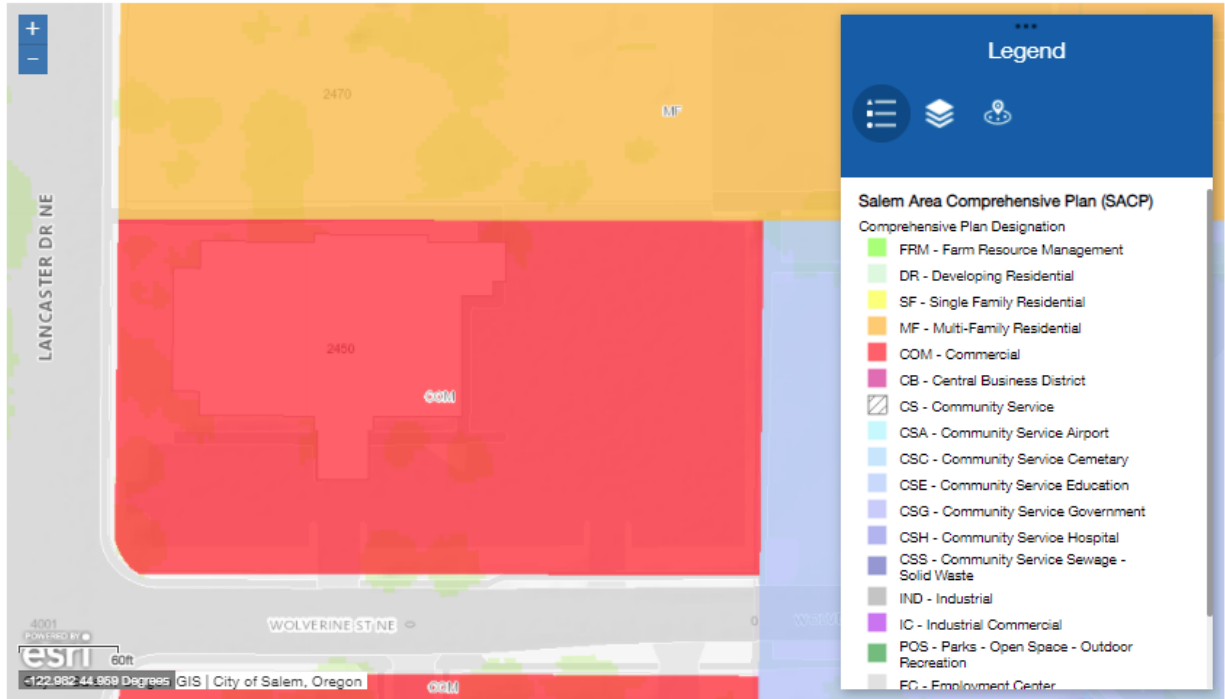 +
−
2470
MF
LANCASTER DR NE
2450
COM
WOLVERINE ST NE
0
4001
POWERED BY
esri
60ft
-122.982 44.959 Degrees
GIS | City of Salem, Oregon
COM
Legend
Salem Area Comprehensive Plan (SACP)
Comprehensive Plan Designation
FRM - Farm Resource Management
DR - Developing Residential
SF - Single Family Residential
MF - Multi-Family Residential
COM - Commercial
CB - Central Business District
CS - Community Service
CSA - Community Service Airport
CSC - Community Service Cemetary
CSE - Community Service Education
CSG - Community Service Government
CSH - Community Service Hospital
CSS - Community Service Sewage -
Solid Waste
IND - Industrial
IC - Industrial Commercial
POS - Parks - Open Space - Outdoor
Recreation
EC - Employment Center